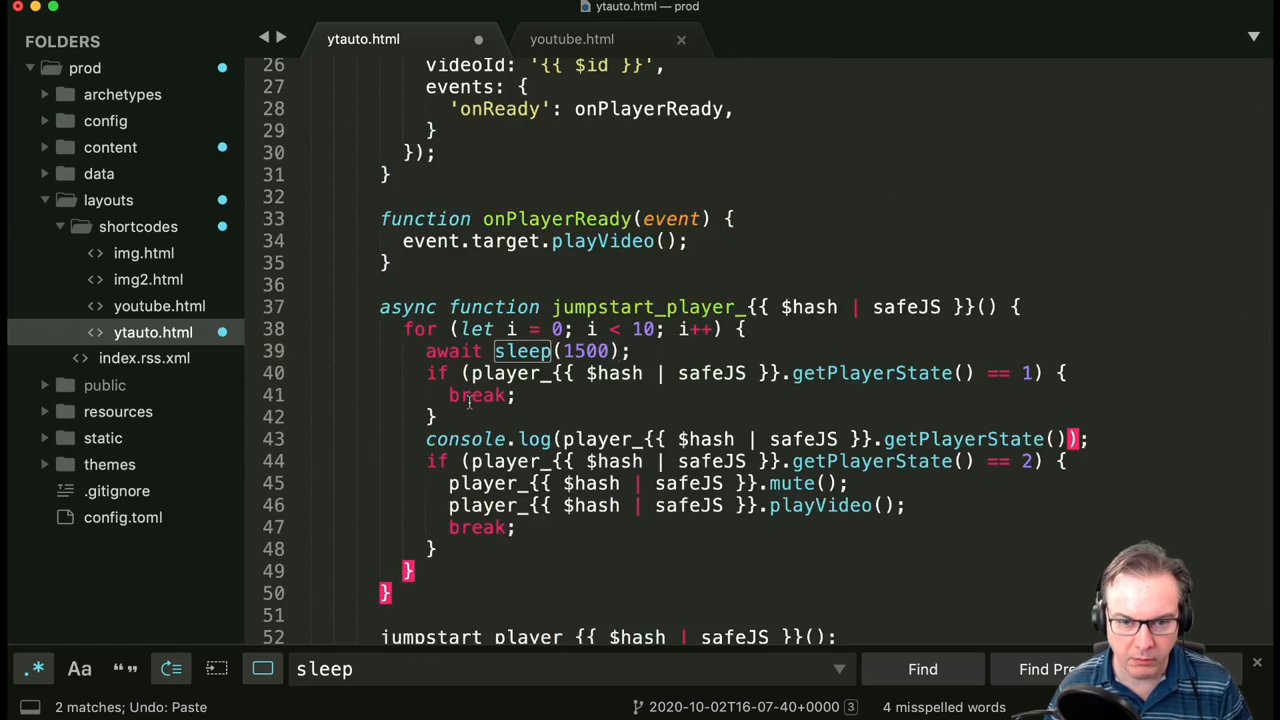 ytauto.html — prod
FOLDERS
prod
archetypes
config
content
data
layouts
shortcodes
img.html
img2.html
youtube.html
ytauto.html
index.rss.xml
public
resources
static
themes
.gitignore
config.toml
ytauto.html
youtube.html
26 videoId: '{{ $id }}',
27 events: {
28 'onReady': onPlayerReady,
29 }
30 });
31 }
32
33 function onPlayerReady(event) {
34 event.target.playVideo();
35 }
36
37 async function jumpstart_player_{{ $hash | safeJS }}() {
38 for (let i = 0; i < 10; i++) {
39 await sleep(1500);
40 if (player_{{ $hash | safeJS }}.getPlayerState() == 1) {
41 break;
42 }
43 console.log(player_{{ $hash | safeJS }}.getPlayerState());
44 if (player_{{ $hash | safeJS }}.getPlayerState() == 2) {
45 player_{{ $hash | safeJS }}.mute();
46 player_{{ $hash | safeJS }}.playVideo();
47 break;
48 }
49 }
50 }
51
52 jumpstart_player_{{ $hash | safeJS }}();
.* Aa “” sleep Find Find Pre
2 matches; Undo: Paste 2020-10-02T16-07-40+0000 3 4 misspelled words